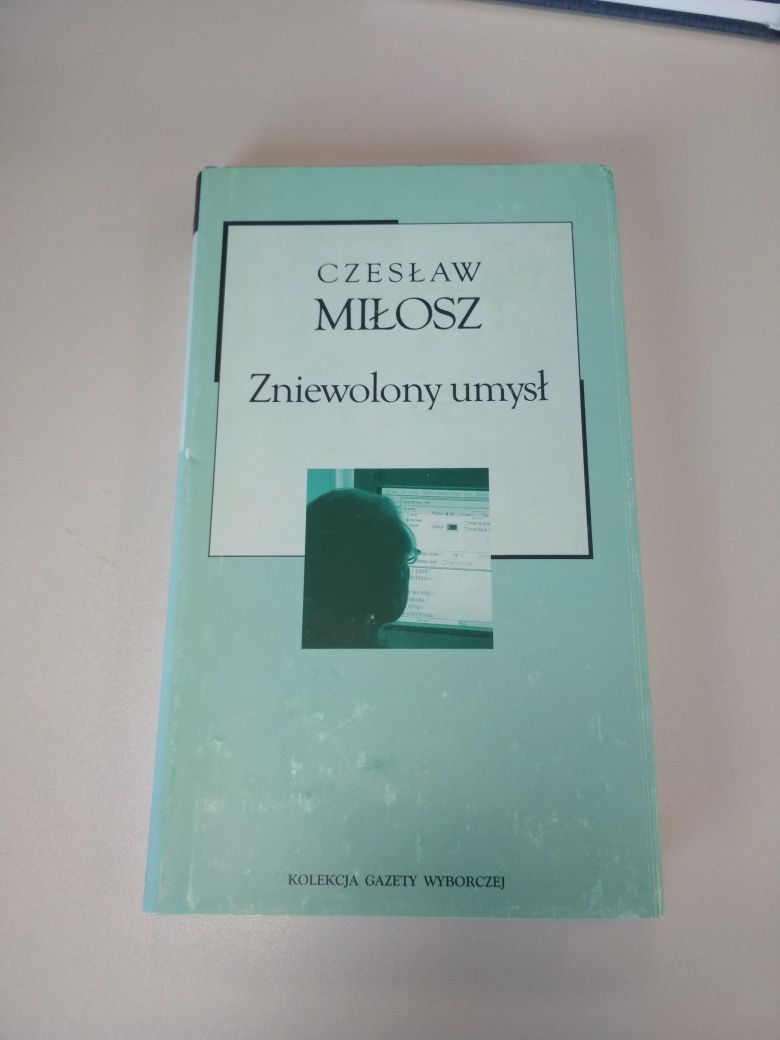 CZESŁAW
MIŁOSZ
Zniewolony umysł
KOLEKCJA GAZETY WYBORCZEJ